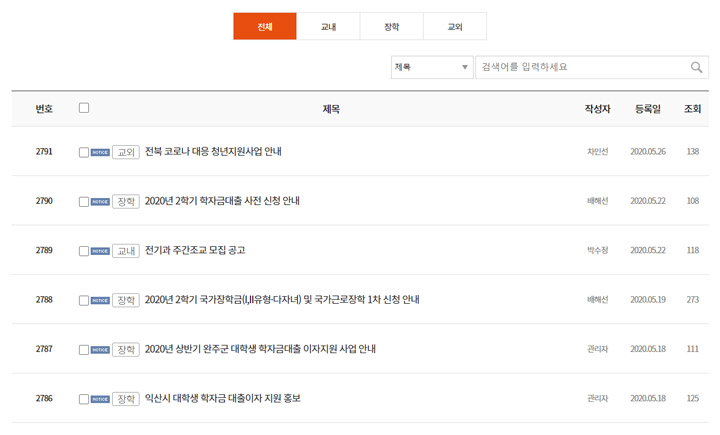 전체 교내 장학 교외
제목 검색어를 입력하세요
번호 제목 작성자 등록일 조회
2791 NOTICE 교외 전북 코로나 대응 청년지원사업 안내 차민선 2020.05.26 138
2790 NOTICE 장학 2020년 2학기 학자금대출 사전 신청 안내 배해선 2020.05.22 108
2789 NOTICE 교내 전기과 주간조교 모집 공고 박수정 2020.05.22 118
2788 NOTICE 장학 2020년 2학기 국가장학금(I,II유형·다자녀) 및 국가근로장학 1차 신청 안내 배해선 2020.05.19 273
2787 NOTICE 장학 2020년 상반기 완주군 대학생 학자금대출 이자지원 사업 안내 관리자 2020.05.18 111
2786 NOTICE 장학 익산시 대학생 학자금 대출이자 지원 홍보 관리자 2020.05.18 125